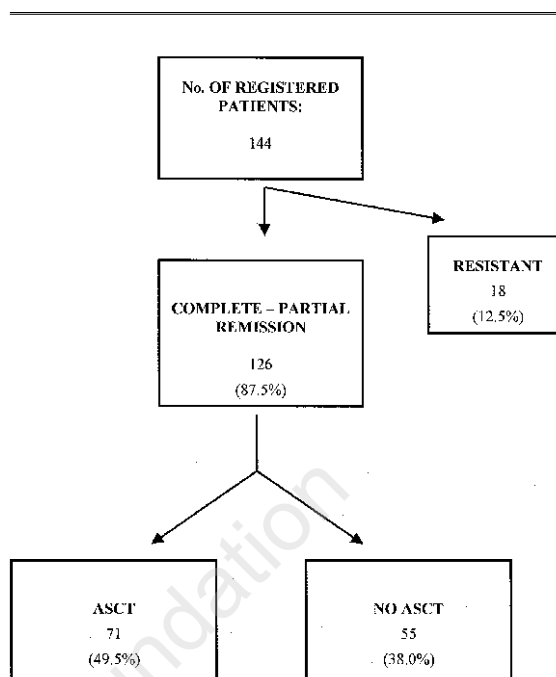 No. OF REGISTERED
PATIENTS:
144
RESISTANT
18
(12.5%)
COMPLETE – PARTIAL
REMISSION
126
(87.5%)
ASCT
71
(49.5%)
NO ASCT
55
(38.0%)
undation